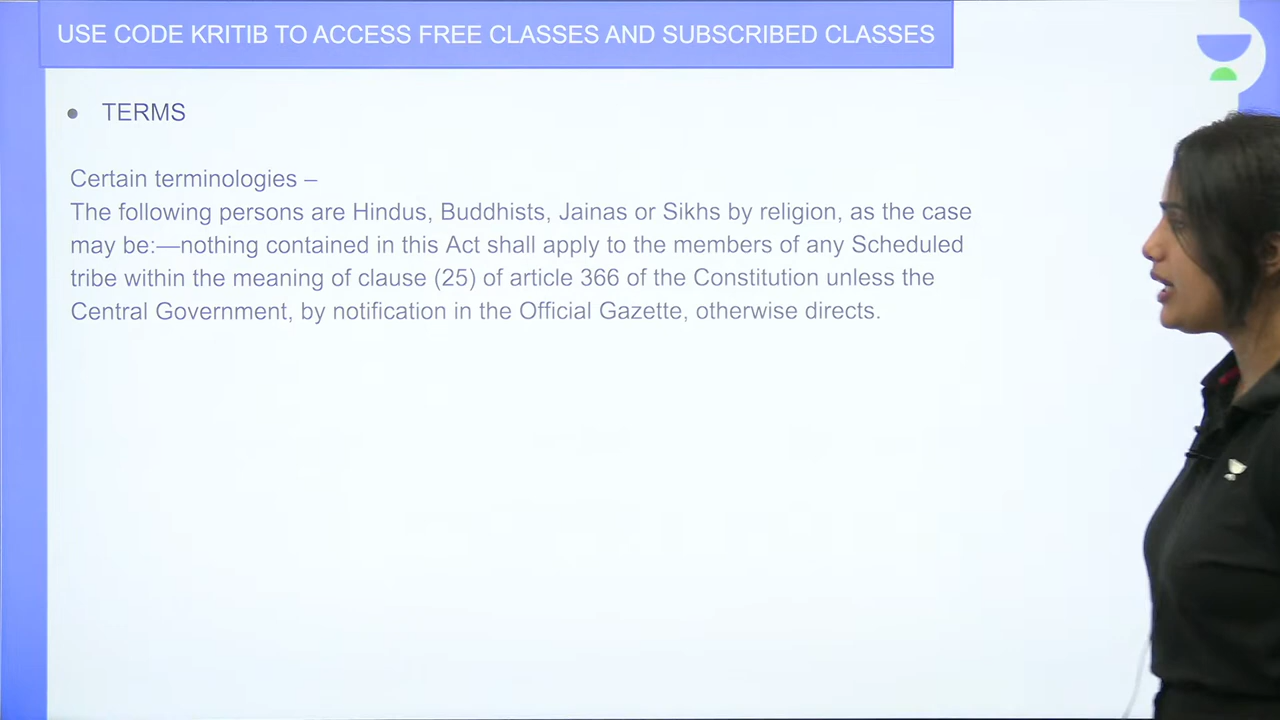 USE CODE KRITIB TO ACCESS FREE CLASSES AND SUBSCRIBED CLASSES
● TERMS
Certain terminologies –
The following persons are Hindus, Buddhists, Jainas or Sikhs by religion, as the case
may be:—nothing contained in this Act shall apply to the members of any Scheduled
tribe within the meaning of clause (25) of article 366 of the Constitution unless the
Central Government, by notification in the Official Gazette, otherwise directs.